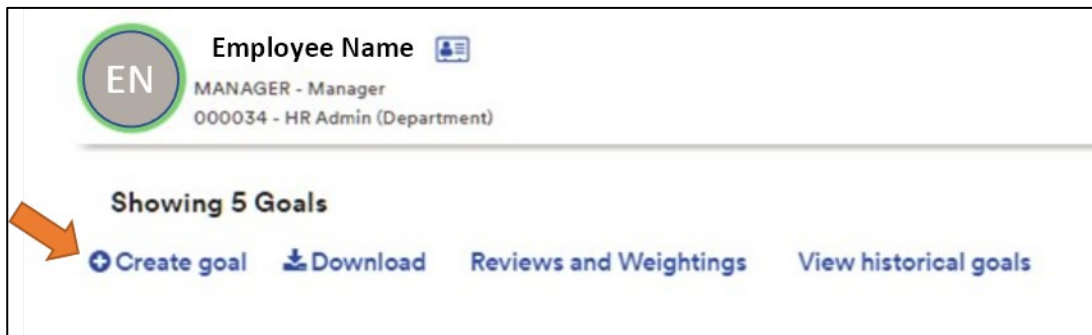 EN
Employee Name
MANAGER - Manager
000034 - HR Admin (Department)
Showing 5 Goals
Create goal Download Reviews and Weightings View historical goals